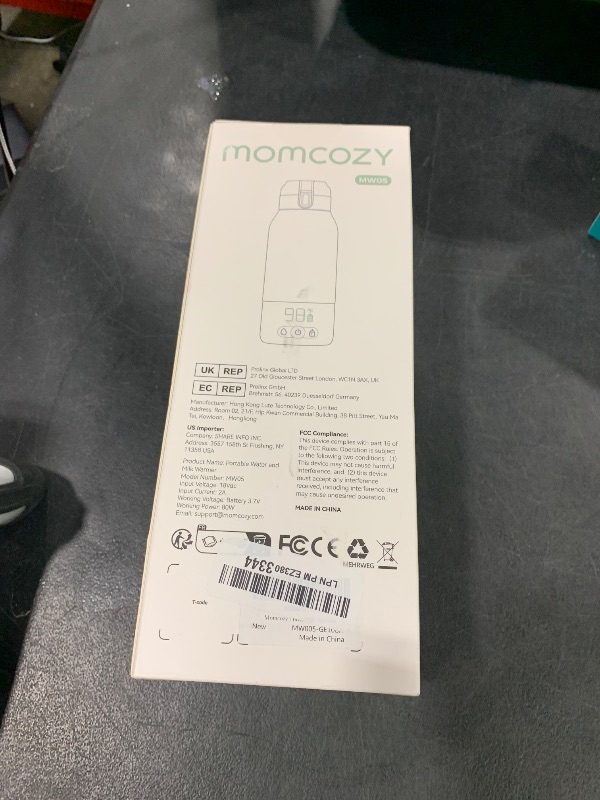 momcozy
MW05
98
UK REP
Prolinx Global LTD
27 Old Gloucester Street London, WC1N 3AX, UK
EC REP
Prolinx GmbH
Brehmstr. 56, 40239 Duesseldorf Germany
Manufacturer: Hong Kong Lute Technology Co., Limited
Address: Room 02, 21/F, Hip Kwan Commercial Building, 38 Pitt Street, Yau Ma
Tei, Kowloon, Hongkong
US Importer:
Company: SHARE INFO INC.
Address: 3557 158th St Flushing, NY
11358 USA
Product Name: Portable Water and
Milk Warmer
Model Number: MW05
Input Voltage: 18Vdc
Input Current: 2A
Working Voltage: Battery 3.7V
Working Power: 80W
Email: support@momcozy.com
FCC Compliance:
This device complies with part 15 of
the FCC Rules. Operation is subject
to the following two conditions. (1)
This device may not cause harmful
interference, and (2) this device
must accept any interference
received, including interference that
may cause undesired operation.
MADE IN CHINA
FR
FC CE
MEHRWEG
LPN PM EZ380 3344
T-code
New
Made in China